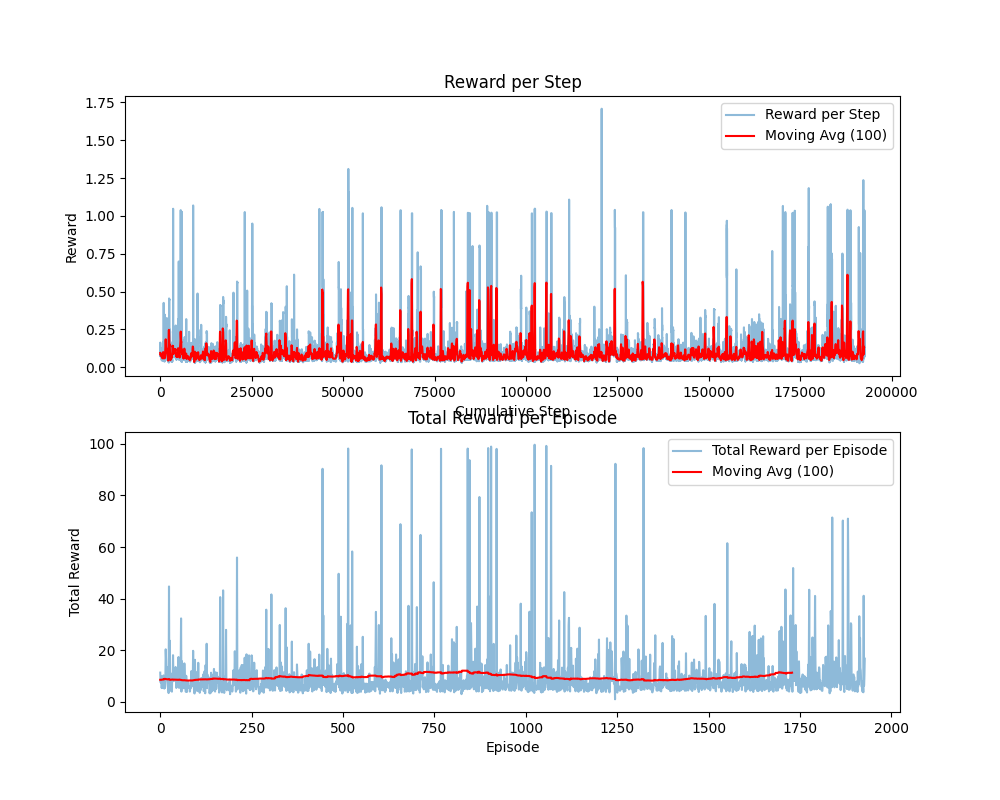 Reward per Step
1.75
1.50
1.25
1.00
0.75
0.50
0.25
0.00
Reward
Reward per Step
Moving Avg (100)
0 25000 50000 75000 100000 125000 150000 175000 200000
Cumulative Step
Total Reward per Episode
100
80
60
40
20
0
Total Reward
Total Reward per Episode
Moving Avg (100)
0 250 500 750 1000 1250 1500 1750 2000
Episode